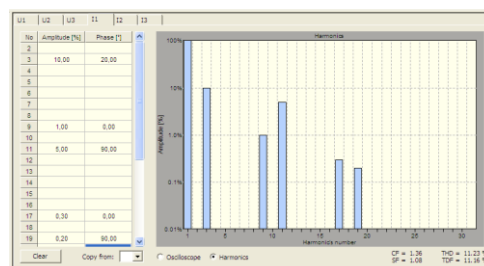 U1 U2 U3 I1 I2 I3
No Amplitude [%] Phase [°]
2
3 10,00 20,00
4
5
6
7
8
9 1,00 0,00
10
11 5,00 90,00
12
13
14
15
16
17 0,30 0,00
18
19 0,20 90,00
Clear Copy from:
Harmonics
Amplitude [%]
100%
10%
1.0%
0.1%
0.01%
1 5 10 15 20 25 30
Harmonics number
Oscilloscope Harmonics
CF = 1.36 THD = 11.23 %
SF = 1.08 TDF = 11.16 %